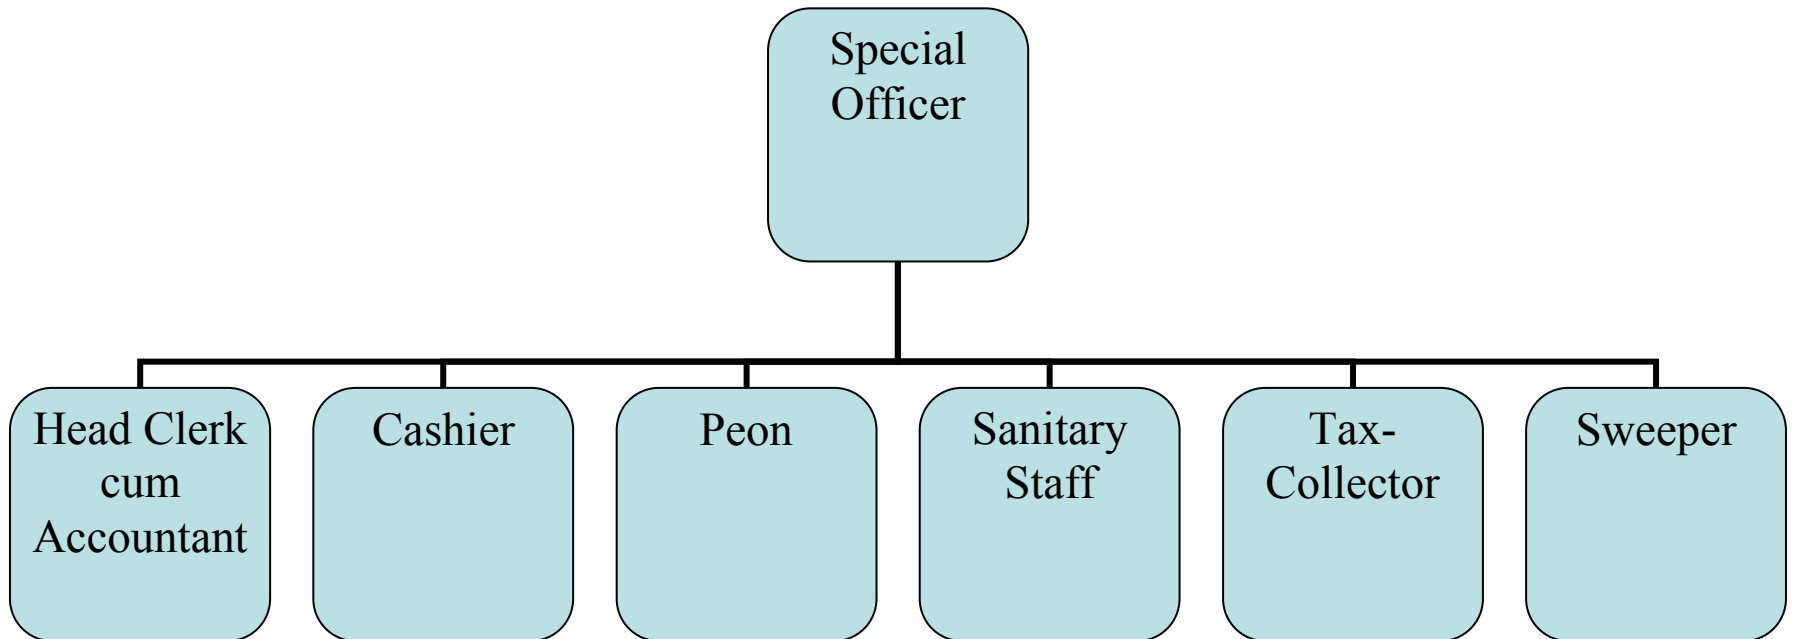 Special
Officer
Head Clerk
cum
Accountant
Cashier
Peon
Sanitary
Staff
Tax-
Collector
Sweeper